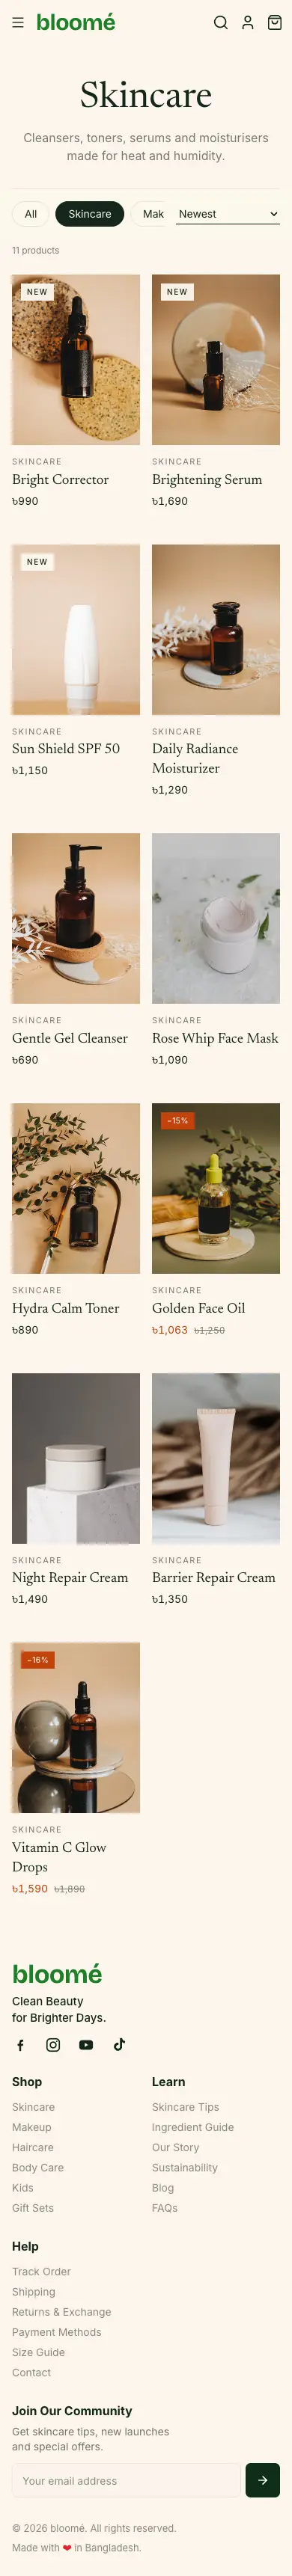 bloomé
Skincare
Cleansers, toners, serums and moisturisers
made for heat and humidity.
All
Skincare
Mak
Newest
11 products
NEW
NEW
SKINCARE
SKINCARE
Bright Corrector
Brightening Serum
৳990
৳1,690
NEW
SKINCARE
SKINCARE
Sun Shield SPF 50
Daily Radiance
Moisturizer
৳1,150
৳1,290
SKINCARE
SKINCARE
Gentle Gel Cleanser
Rose Whip Face Mask
৳690
৳1,090
−15%
SKINCARE
SKINCARE
Hydra Calm Toner
Golden Face Oil
৳890
৳1,063 ৳1,250
SKINCARE
SKINCARE
Night Repair Cream
Barrier Repair Cream
৳1,490
৳1,350
−16%
SKINCARE
Vitamin C Glow
Drops
৳1,590 ৳1,890
bloomé
Clean Beauty
for Brighter Days.
Shop
Skincare
Makeup
Haircare
Body Care
Kids
Gift Sets
Learn
Skincare Tips
Ingredient Guide
Our Story
Sustainability
Blog
FAQs
Help
Track Order
Shipping
Returns & Exchange
Payment Methods
Size Guide
Contact
Join Our Community
Get skincare tips, new launches
and special offers.
Your email address
© 2026 bloomé. All rights reserved.
Made with ❤ in Bangladesh.